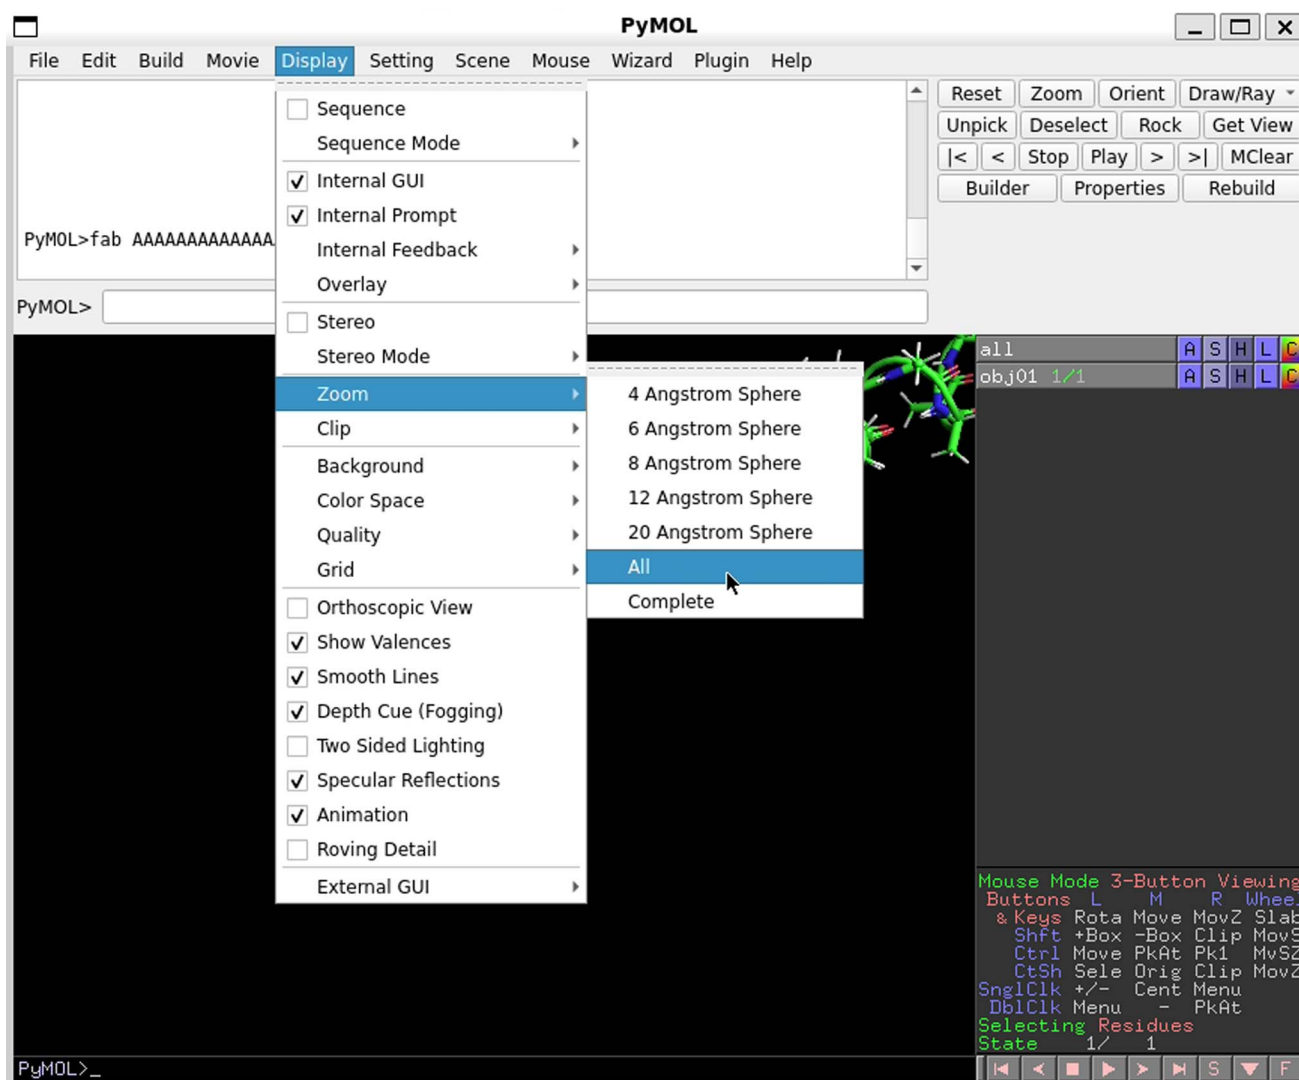 PyMOL
File Edit Build Movie Display Setting Scene Mouse Wizard Plugin Help
PyMOL>fab AAAAAAAAAAAAA
PyMOL>
Sequence
Sequence Mode
Internal GUI
Internal Prompt
Internal Feedback
Overlay
Stereo
Stereo Mode
Zoom
Clip
Background
Color Space
Quality
Grid
Orthoscopic View
Show Valences
Smooth Lines
Depth Cue (Fogging)
Two Sided Lighting
Specular Reflections
Animation
Roving Detail
External GUI
4 Angstrom Sphere
6 Angstrom Sphere
8 Angstrom Sphere
12 Angstrom Sphere
20 Angstrom Sphere
All
Complete
Reset Zoom Orient Draw/Ray
Unpick Deselect Rock Get View
|< < Stop Play > >| MClear
Builder Properties Rebuild
all A S H L C
obj01 1/1 A S H L C
Mouse Mode 3-Button Viewing
Buttons L M R Whee
& Keys Rota Move MovZ Slab
Shft +Box -Box Clip MovS
Ctrl Move PkAt Pk1 MvSZ
CtSh Sele Orig Clip MovZ
SnglClk +/- Cent Menu
DblClk Menu - PkAt
Selecting Residues
State 1/ 1
S F
PyMOL>_